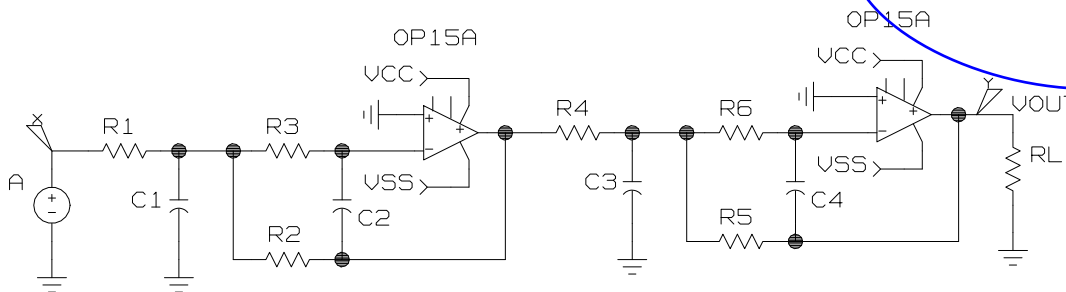 OP15A
OP15A
VCC
VCC
X
Y
VOUT
R1
R3
R4
R6
A
C1
C2
VSS
C3
VSS
C4
RL
R2
R5